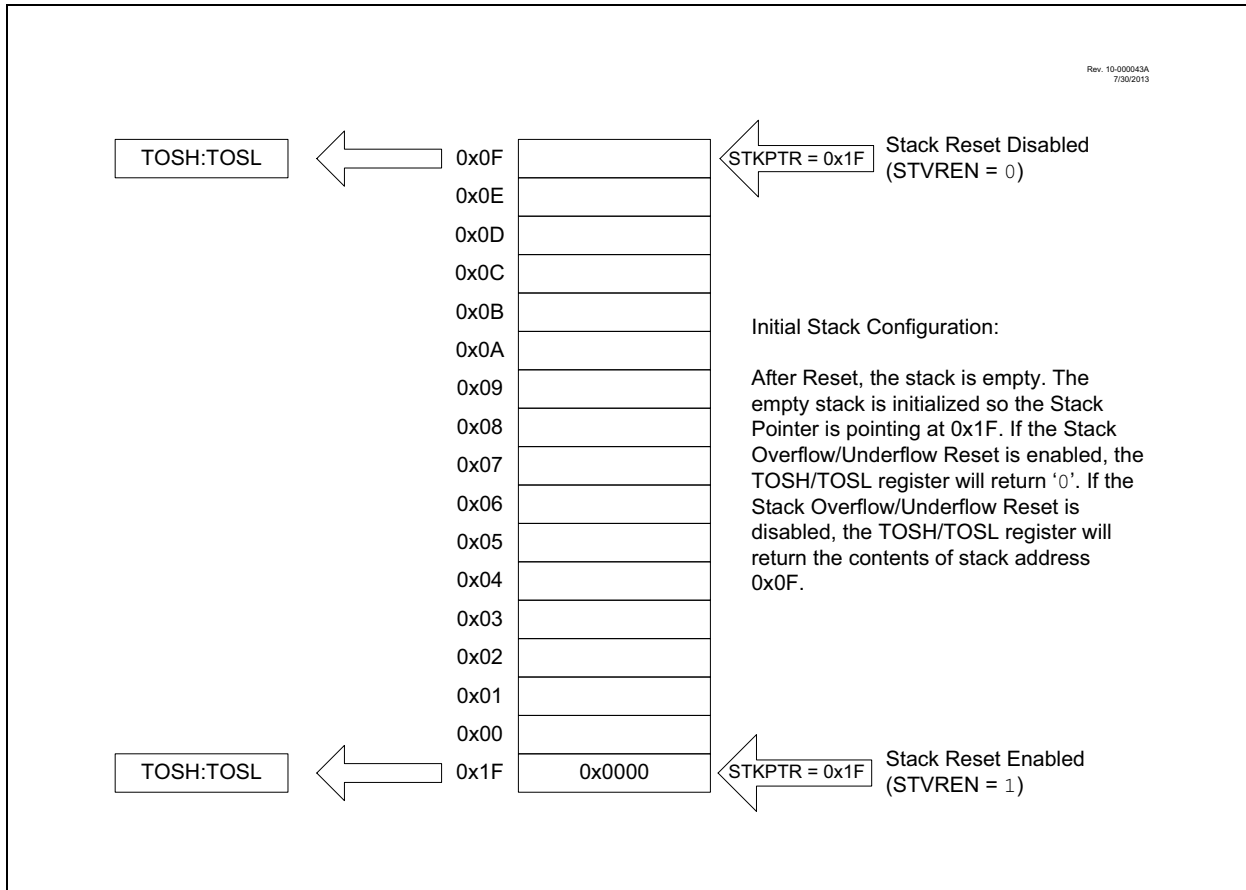 Rev. 10-000043A
7/30/2013
TOSH:TOSL
0x0F
STKPTR = 0x1F
Stack Reset Disabled
(STVREN = 0)
0x0E
0x0D
0x0C
0x0B
0x0A
0x09
0x08
0x07
0x06
0x05
0x04
0x03
0x02
0x01
0x00
Initial Stack Configuration:
After Reset, the stack is empty. The
empty stack is initialized so the Stack
Pointer is pointing at 0x1F. If the Stack
Overflow/Underflow Reset is enabled, the
TOSH/TOSL register will return ‘0’. If the
Stack Overflow/Underflow Reset is
disabled, the TOSH/TOSL register will
return the contents of stack address
0x0F.
TOSH:TOSL
0x1F
0x0000
STKPTR = 0x1F
Stack Reset Enabled
(STVREN = 1)